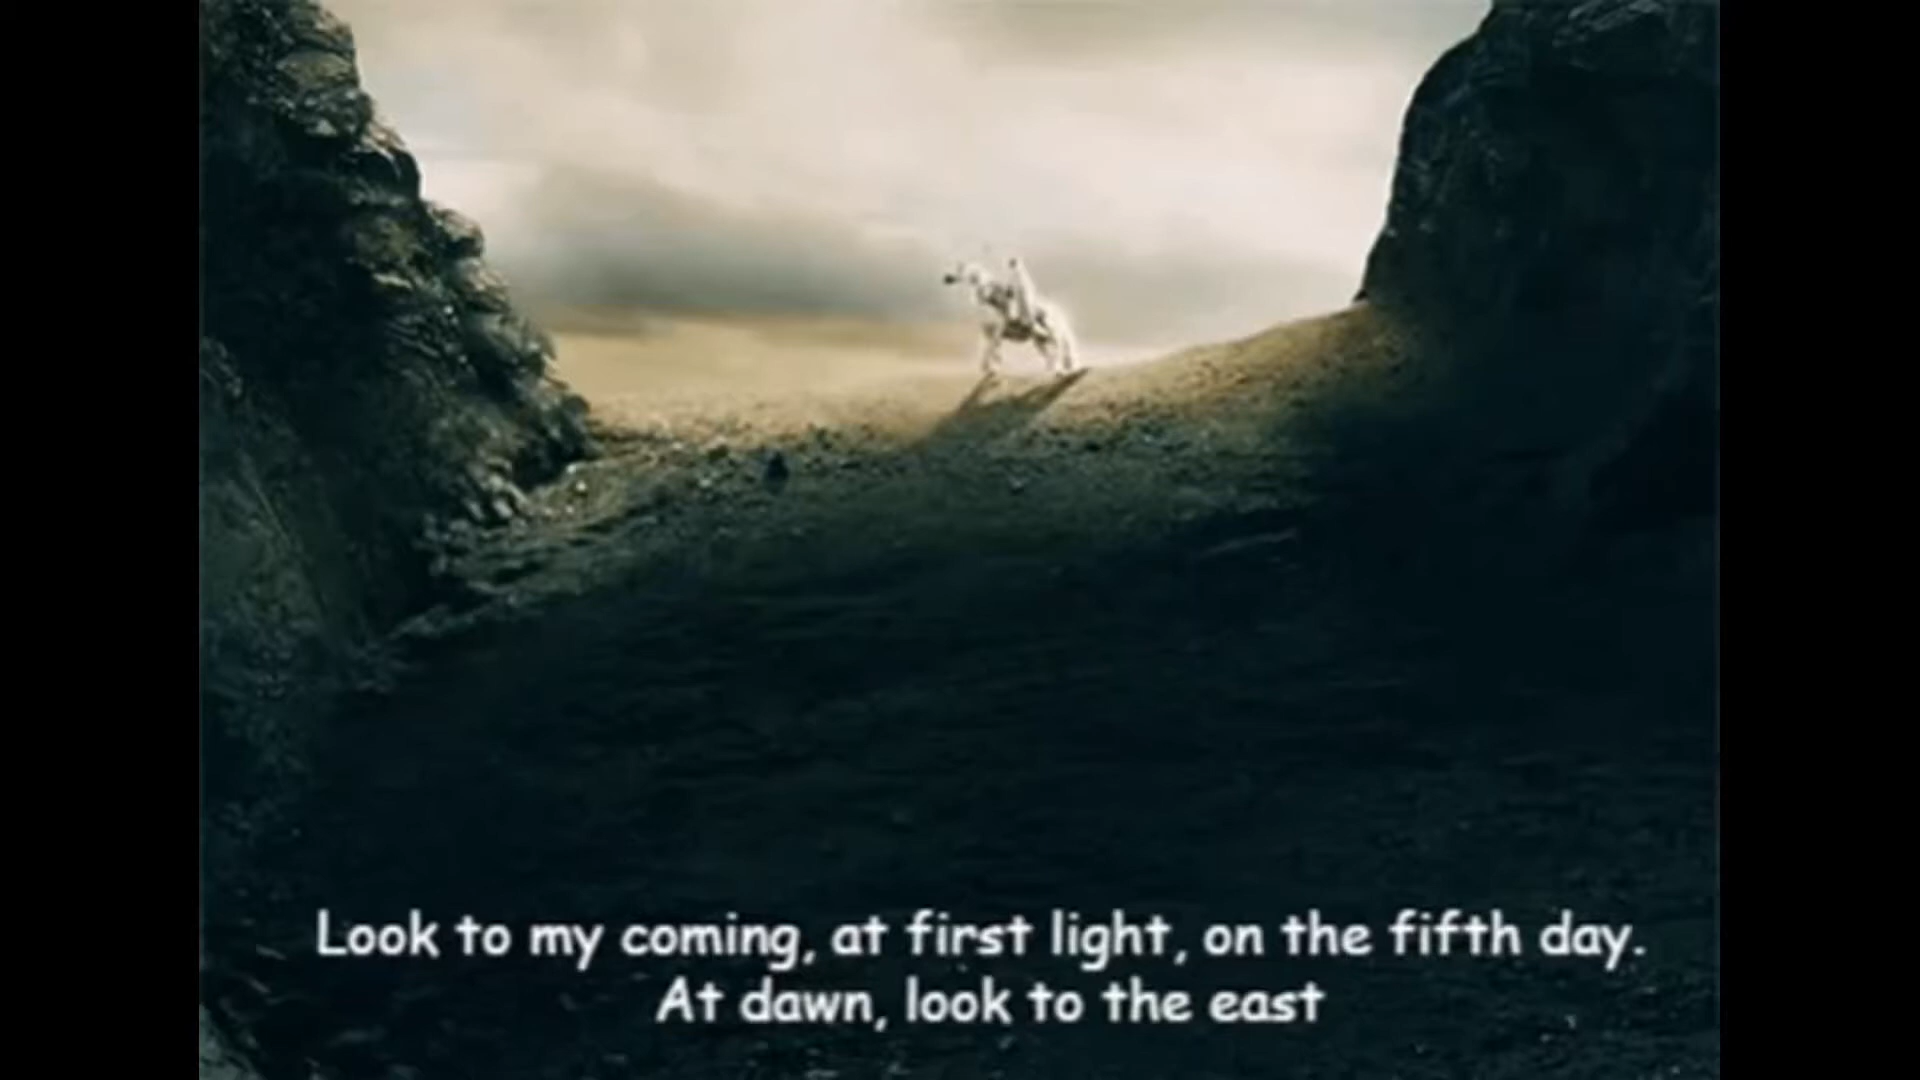 Look to my coming, at first light, on the fifth day.
At dawn, look to the east